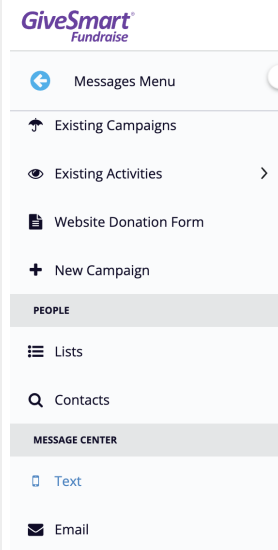 GiveSmart®
Fundraise
Messages Menu
Existing Campaigns
Existing Activities
Website Donation Form
New Campaign
PEOPLE
Lists
Contacts
MESSAGE CENTER
Text
Email